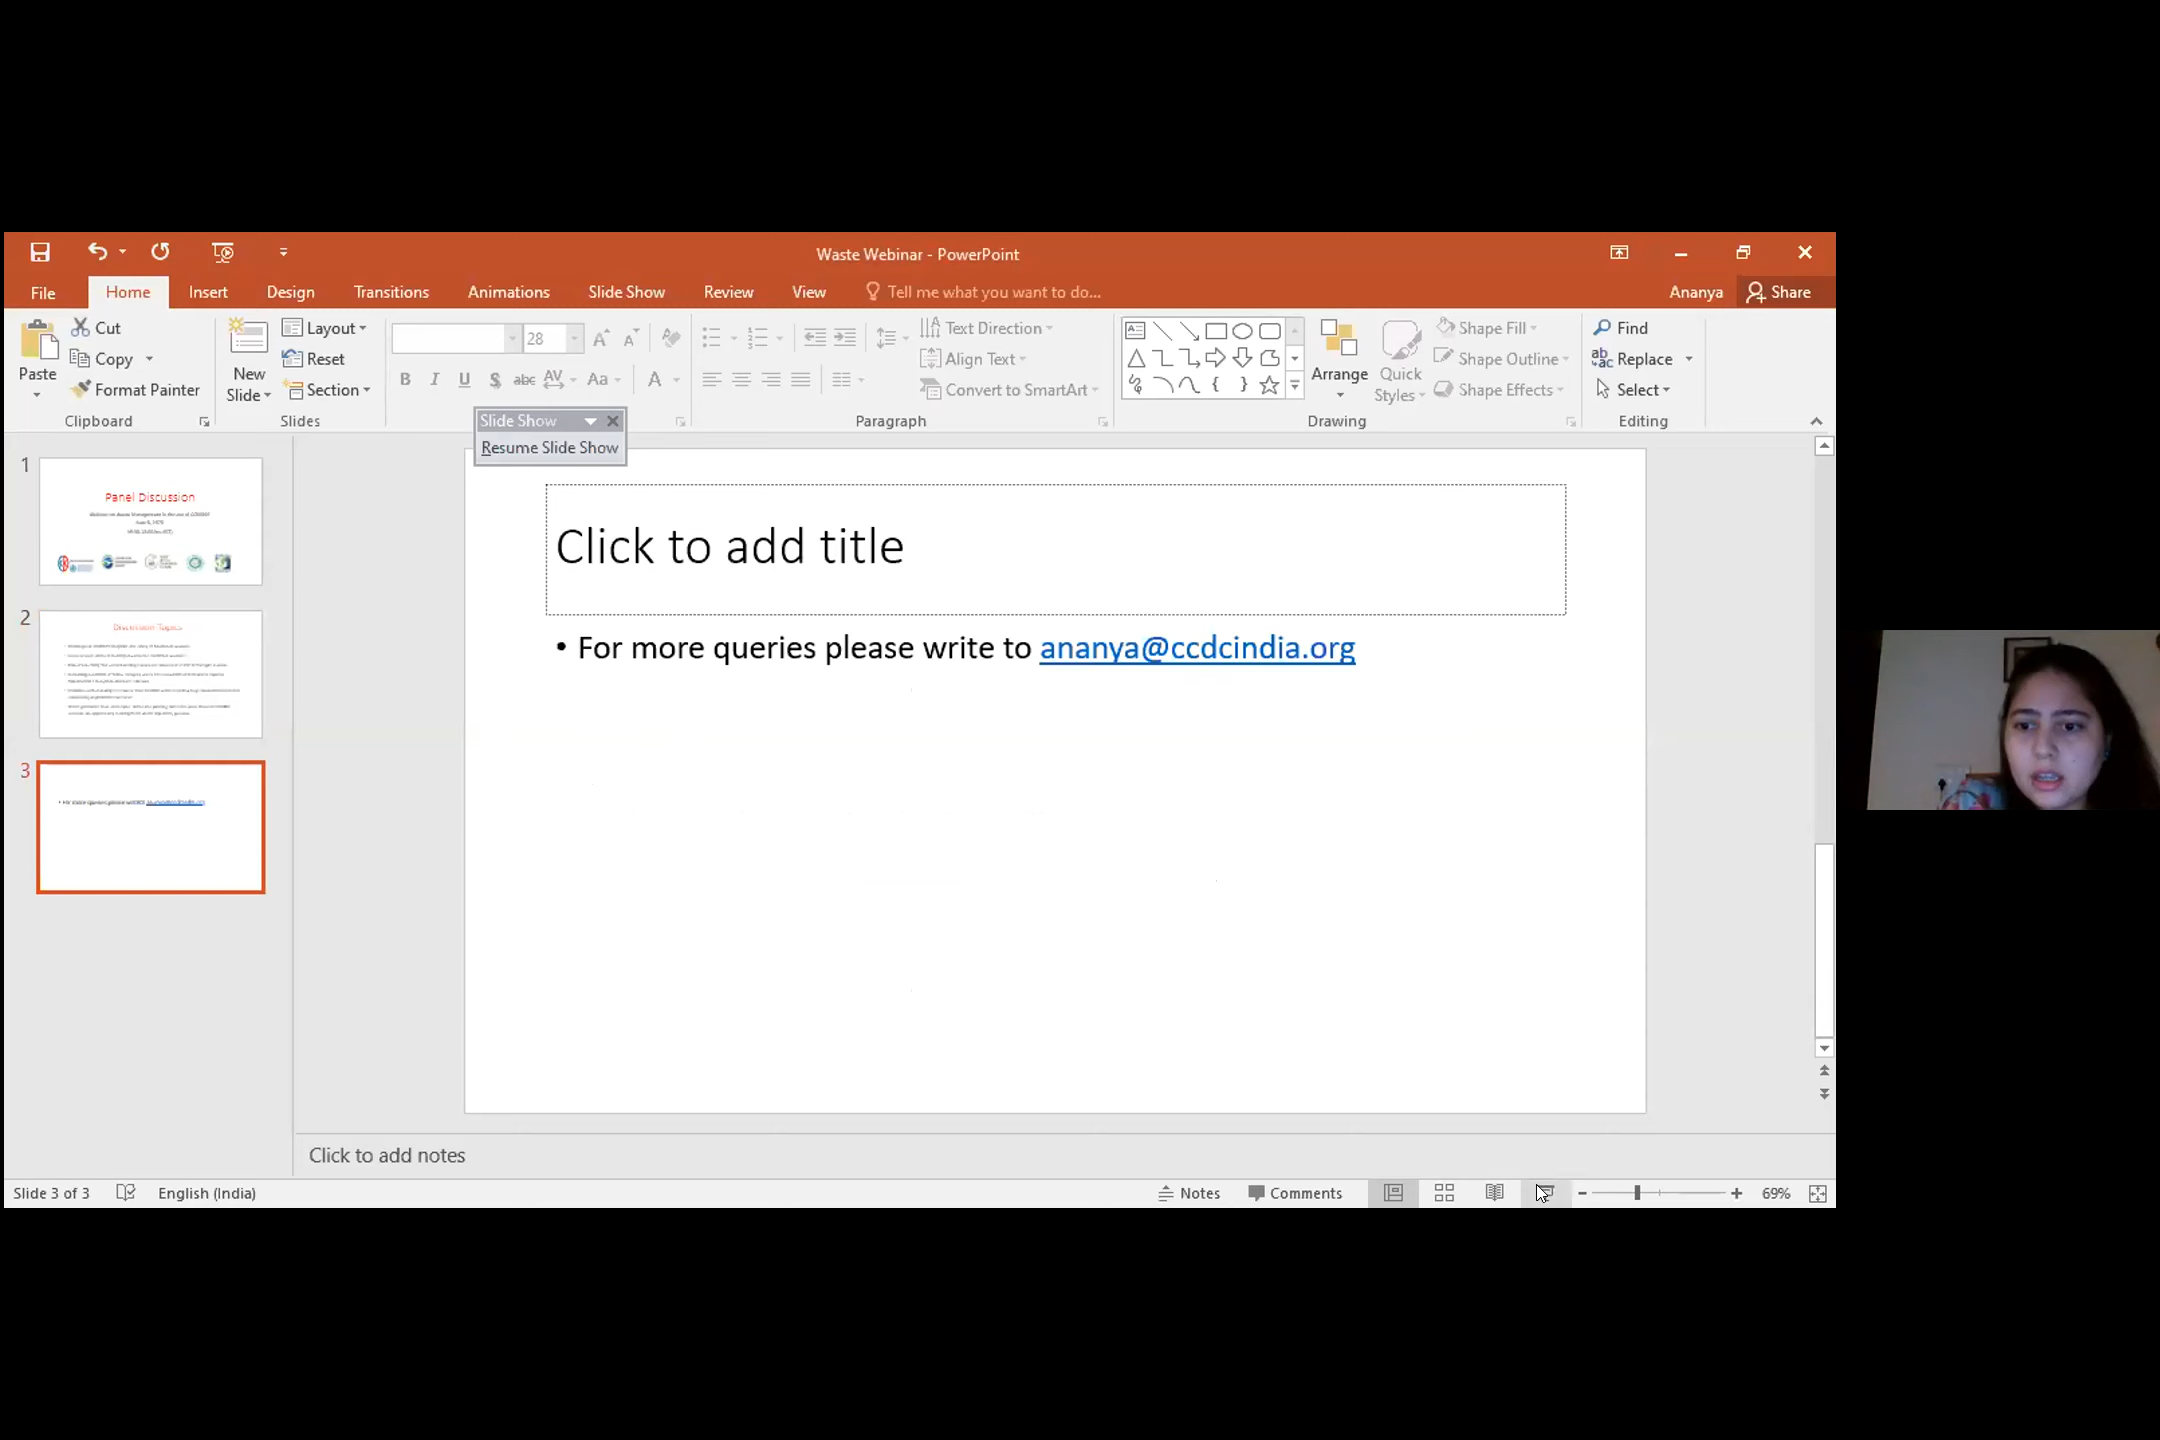 Waste Webinar - PowerPoint
File Home Insert Design Transitions Animations Slide Show Review View Tell me what you want to do... Ananya Share
Paste
Cut
Copy
Format Painter
Clipboard
New
Slide
Layout
Reset
Section
Slides
28
B I U S abc AV Aa A
Text Direction
Align Text
Convert to SmartArt
Paragraph
Arrange
Quick
Styles
Shape Fill
Shape Outline
Shape Effects
Drawing
Find
Replace
Select
Editing
Slide Show
Resume Slide Show
1
Panel Discussion
2
Discussion Topics
3
Click to add title
• For more queries please write to ananya@ccdcindia.org
Click to add notes
Slide 3 of 3 English (India) Notes Comments 69%